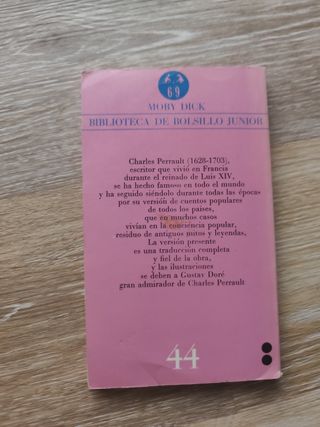 69
MOBY DICK
BIBLIOTECA DE BOLSILLO JUNIOR
Charles Perrault (1628-1703),
escritor que vivió en Francia
durante el reinado de Luis XIV,
se ha hecho famoso en todo el mundo
y ha seguido siéndolo durante todas las épocas
por su versión de cuentos populares
de todos los países,
que en muchos casos
vivían en la conciencia popular,
residuo de antiguos mitos y leyendas,
La versión presente
es una traducción completa
y fiel de la obra,
y las ilustraciones
se deben a Gustav Doré
gran admirador de Charles Perrault
44